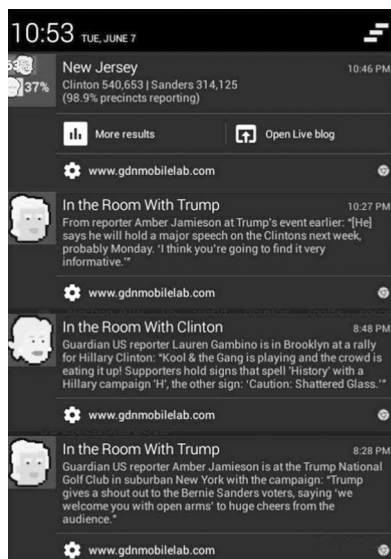 10:53 TUE, JUNE 7
New Jersey 10:46 PM
37%
Clinton 540,653 | Sanders 314,125
(98.9% precincts reporting)
More results Open Live blog
www.gdnmobilelab.com
In the Room With Trump 10:27 PM
From reporter Amber Jamieson at Trump's event earlier: “[He]
says he will hold a major speech on the Clintons next week,
probably Monday. ‘I think you're going to find it very
informative.’”
www.gdnmobilelab.com
In the Room With Clinton 8:48 PM
Guardian US reporter Lauren Gambino is in Brooklyn at a rally
for Hillary Clinton: “Kool & the Gang is playing and the crowd is
eating it up! Supporters hold signs that spell ‘History’ with a
Hillary campaign ‘H’, the other sign: ‘Caution: Shattered Glass.’”
www.gdnmobilelab.com
In the Room With Trump 8:28 PM
Guardian US reporter Amber Jamieson is at the Trump National
Golf Club in suburban New York with the campaign: “Trump
gives a shout out to the Bernie Sanders voters, saying ‘we
welcome you with open arms’ to huge cheers from the
audience.”
www.gdnmobilelab.com